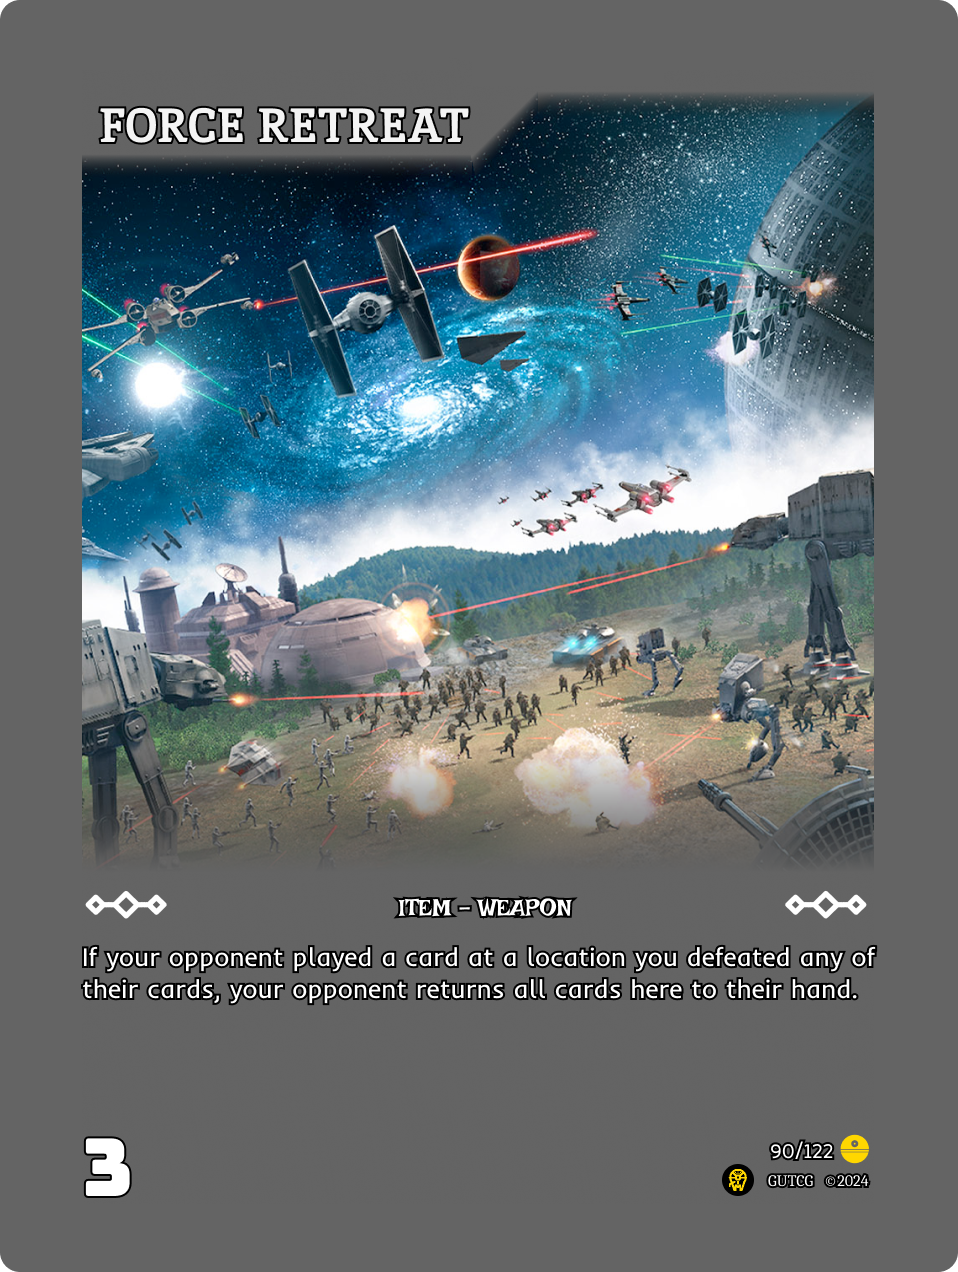 FORCE RETREAT
ITEM – WEAPON
If your opponent played a card at a location you defeated any of
their cards, your opponent returns all cards here to their hand.
3
90/122
GUTCG ©2024